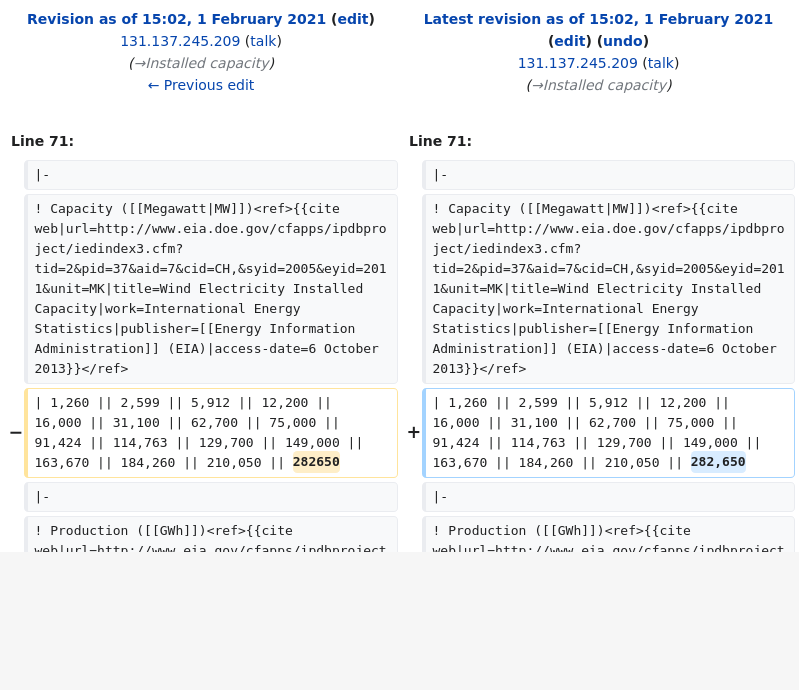 Revision as of 15:02, 1 February 2021 (edit)
131.137.245.209 (talk)
(→Installed capacity)
← Previous edit
Latest revision as of 15:02, 1 February 2021
(edit) (undo)
131.137.245.209 (talk)
(→Installed capacity)
Line 71:
Line 71:
|-
|-
! Capacity ([[Megawatt|MW]])<ref>{{cite
web|url=http://www.eia.doe.gov/cfapps/ipdbpro
ject/iedindex3.cfm?
tid=2&pid=37&aid=7&cid=CH,&syid=2005&eyid=201
1&unit=MK|title=Wind Electricity Installed
Capacity|work=International Energy
Statistics|publisher=[[Energy Information
Administration]] (EIA)|access-date=6 October
2013}}</ref>
! Capacity ([[Megawatt|MW]])<ref>{{cite
web|url=http://www.eia.doe.gov/cfapps/ipdbpro
ject/iedindex3.cfm?
tid=2&pid=37&aid=7&cid=CH,&syid=2005&eyid=201
1&unit=MK|title=Wind Electricity Installed
Capacity|work=International Energy
Statistics|publisher=[[Energy Information
Administration]] (EIA)|access-date=6 October
2013}}</ref>
−
| 1,260 || 2,599 || 5,912 || 12,200 ||
16,000 || 31,100 || 62,700 || 75,000 ||
91,424 || 114,763 || 129,700 || 149,000 ||
163,670 || 184,260 || 210,050 || 282650
+
| 1,260 || 2,599 || 5,912 || 12,200 ||
16,000 || 31,100 || 62,700 || 75,000 ||
91,424 || 114,763 || 129,700 || 149,000 ||
163,670 || 184,260 || 210,050 || 282,650
|-
|-
! Production ([[GWh]])<ref>{{cite
web|url=http://www.eia.gov/cfapps/ipdbproject
! Production ([[GWh]])<ref>{{cite
web|url=http://www.eia.gov/cfapps/ipdbproject